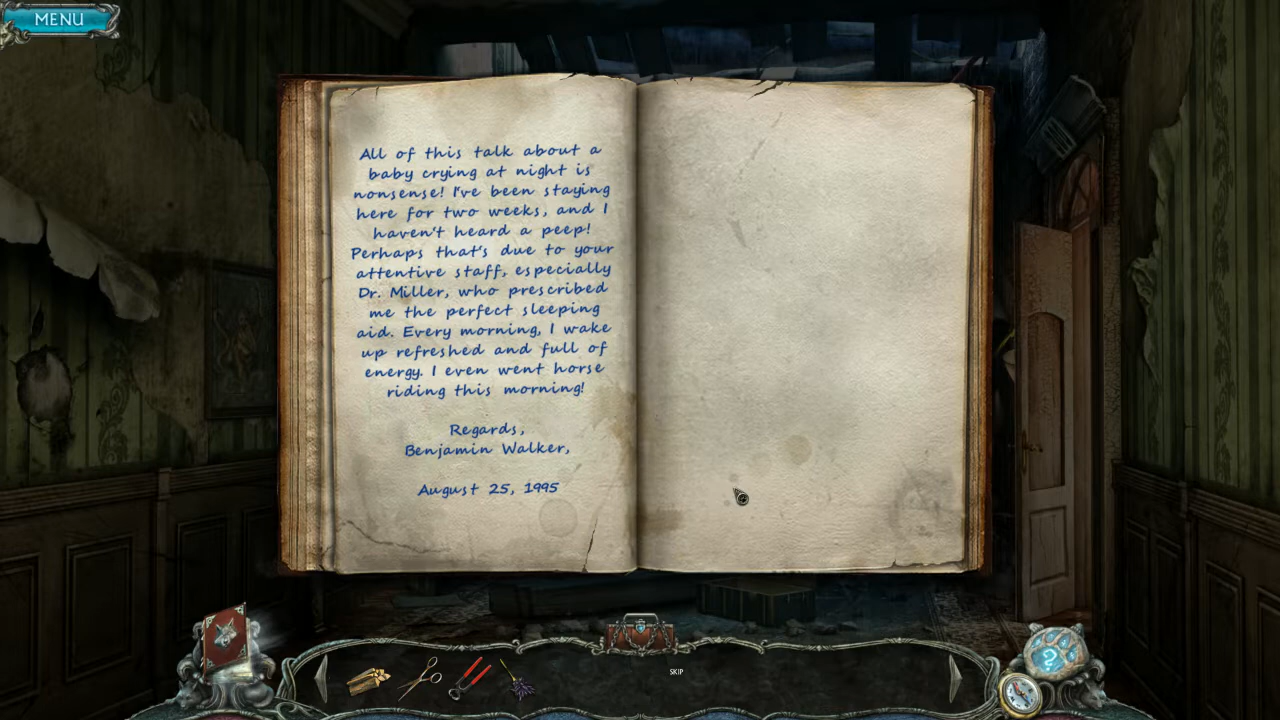 MENU
All of this talk about a
baby crying at night is
nonsense! I've been staying
here for two weeks, and I
haven't heard a peep!
Perhaps that's due to your
attentive staff, especially
Dr. Miller, who prescribed
me the perfect sleeping
aid. Every morning, I wake
up refreshed and full of
energy. I even went horse
riding this morning!
Regards,
Benjamin Walker,
August 25, 1995
SKIP
?